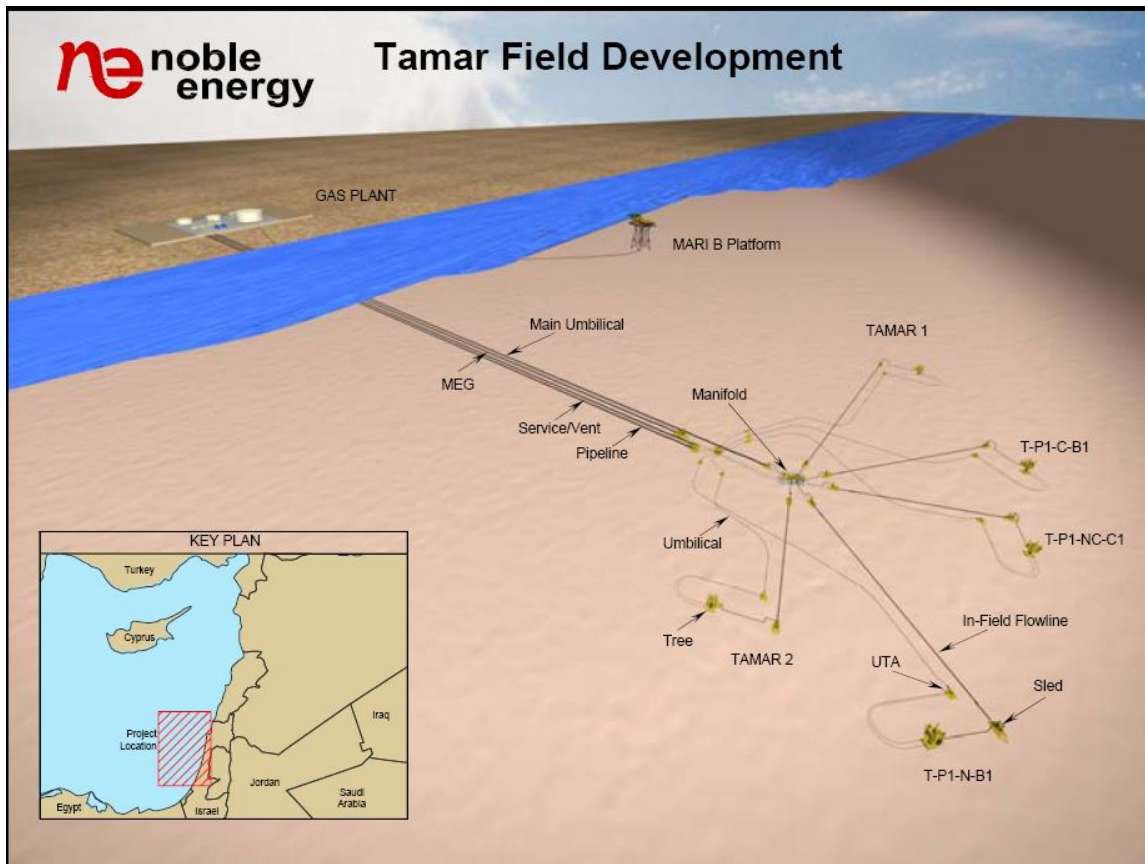 noble
energy
Tamar Field Development
GAS PLANT
MARI B Platform
Main Umbilical
MEG
Service/Vent
Pipeline
Manifold
TAMAR 1
T-P1-C-B1
T-P1-NC-C1
Umbilical
Tree
TAMAR 2
In-Field Flowline
UTA
Sled
T-P1-N-B1
KEY PLAN
Turkey
Cyprus
Project
Location
Iraq
Jordan
Saudi
Arabia
Egypt
Israel